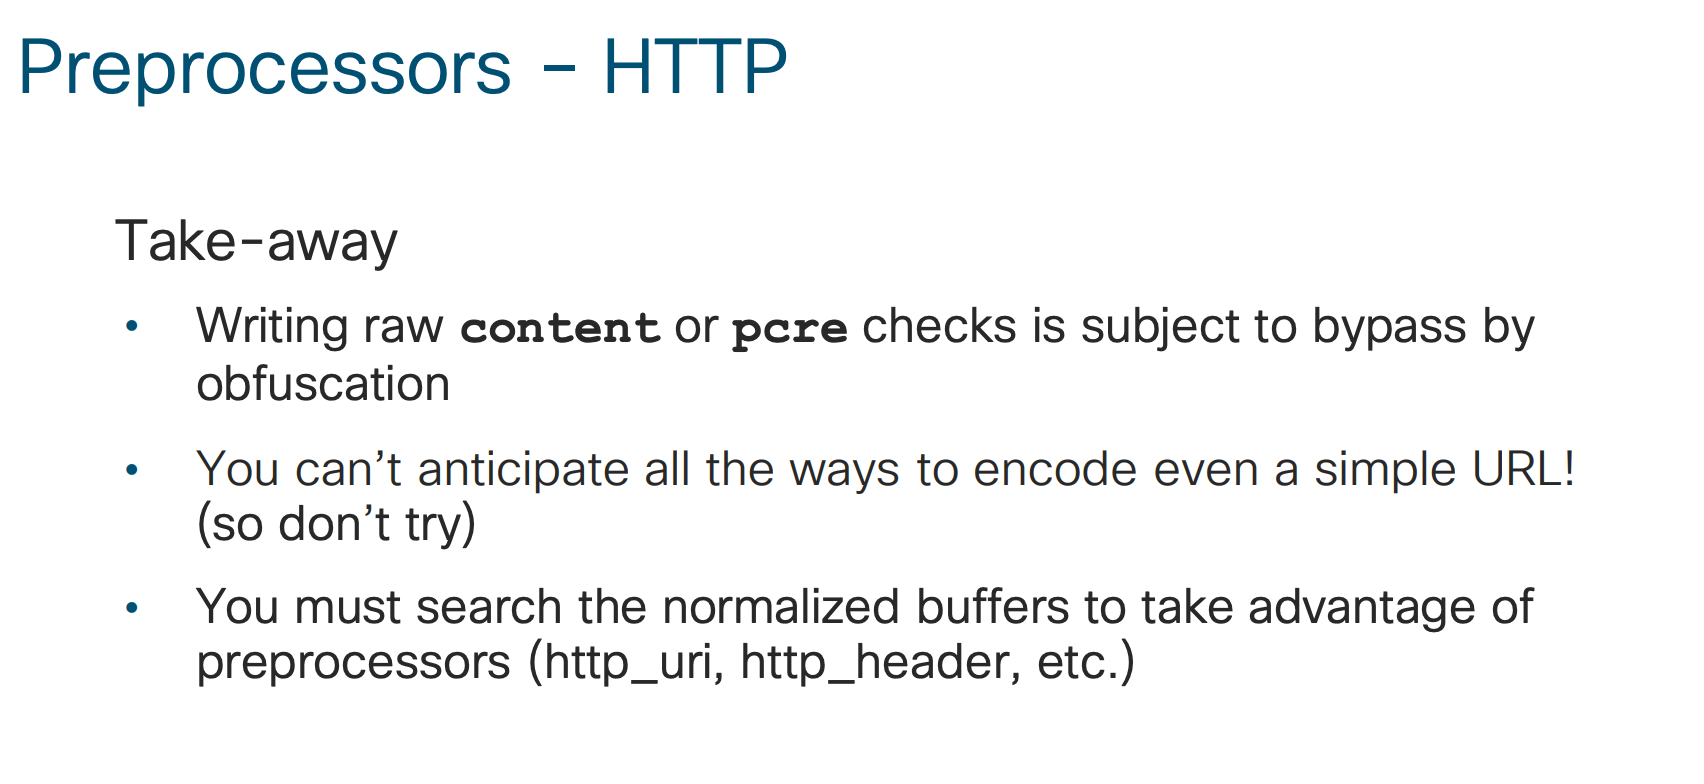 Preprocessors – HTTP
Take-away
• Writing raw content or pcre checks is subject to bypass by
obfuscation
• You can’t anticipate all the ways to encode even a simple URL!
(so don’t try)
• You must search the normalized buffers to take advantage of
preprocessors (http_uri, http_header, etc.)